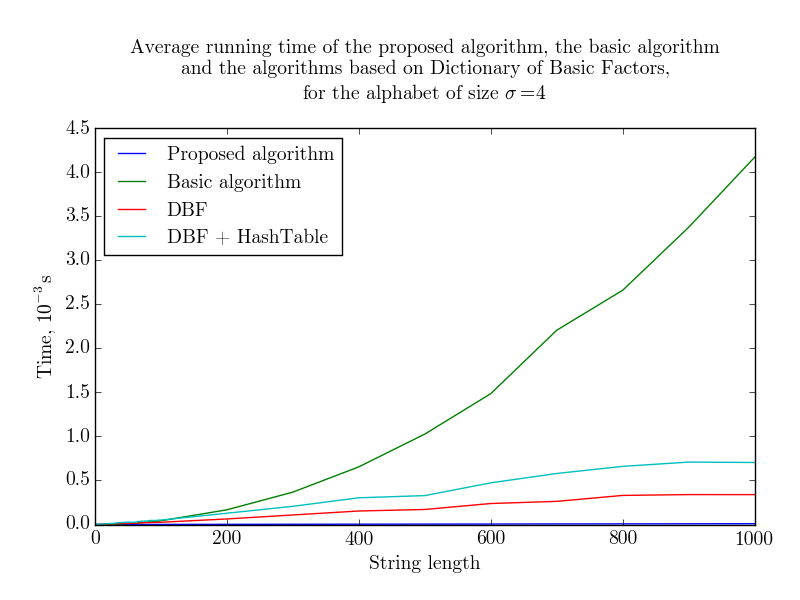 Average running time of the proposed algorithm, the basic algorithm
and the algorithms based on Dictionary of Basic Factors,
for the alphabet of size σ =4
4.5
4.0
3.5
3.0
2.5
2.0
1.5
1.0
0.5
0.0
Time, 10⁻³ s
Proposed algorithm
Basic algorithm
DBF
DBF + HashTable
0 200 400 600 800 1000
String length